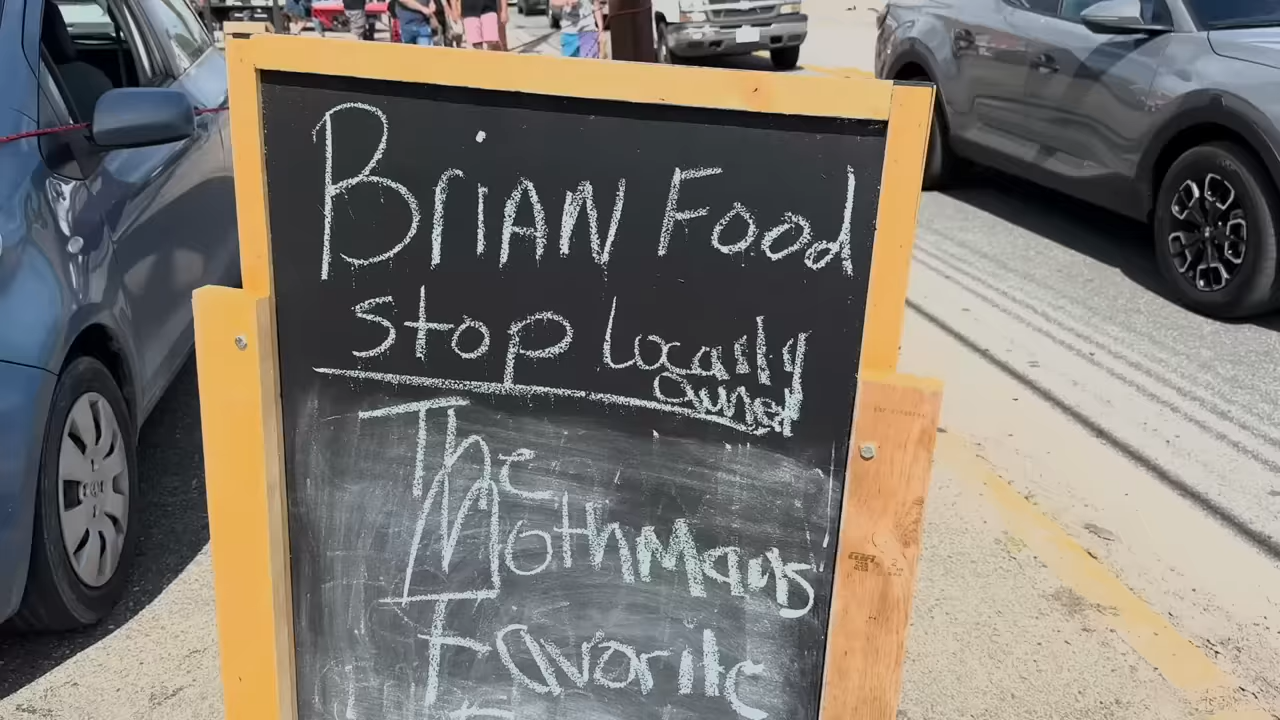 BriAN Food
stop Locally
owned
The
Mothmans
Favorite